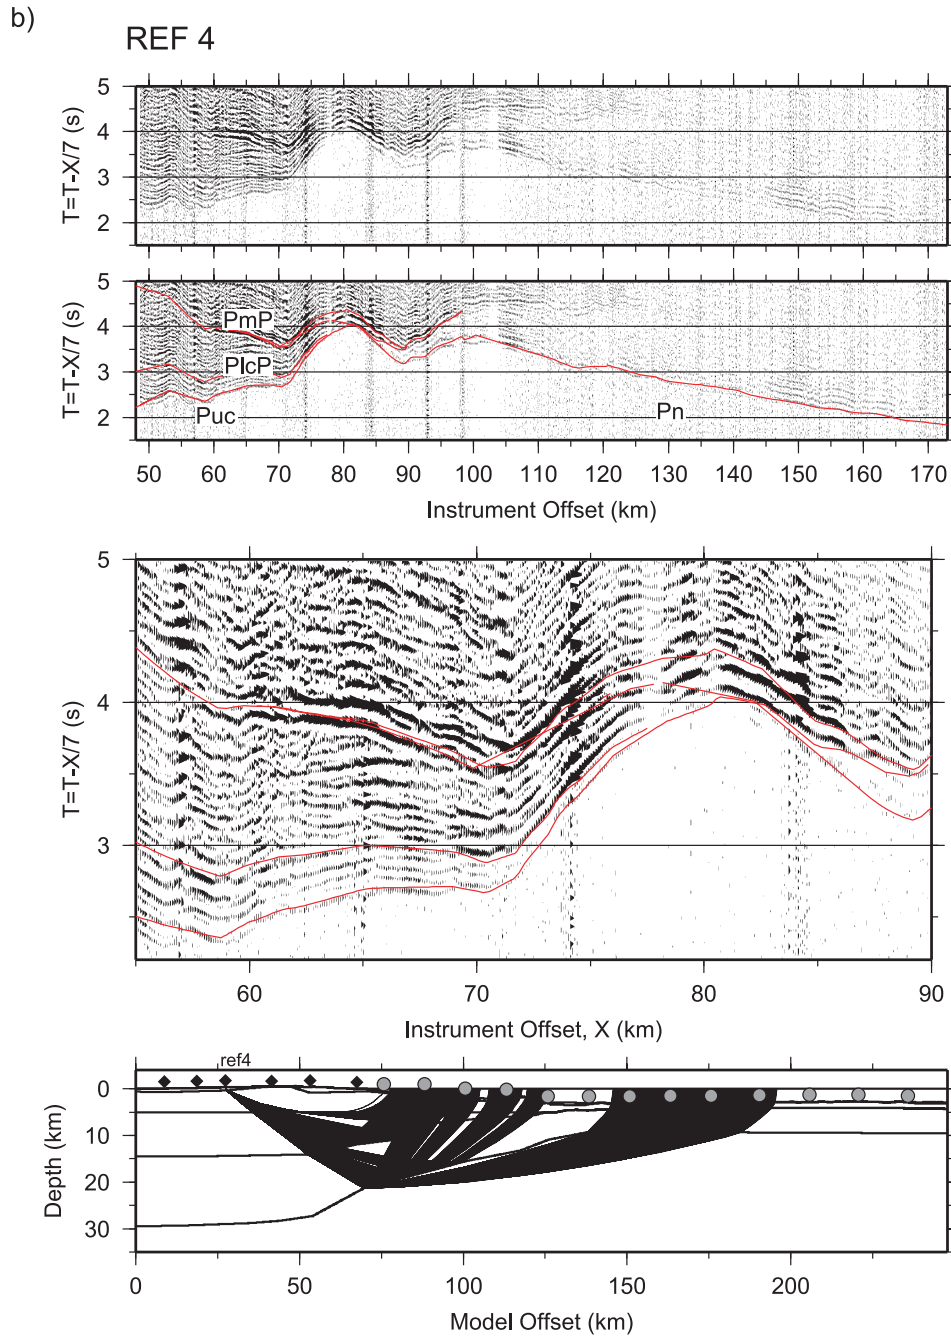 b)
REF 4
5
4
3
2
T=T-X/7 (s)
5
4
3
2
T=T-X/7 (s)
PmP
PlcP
Puc
Pn
50 60 70 80 90 100 110 120 130 140 150 160 170
Instrument Offset (km)
5
4
3
T=T-X/7 (s)
60 70 80 90
Instrument Offset, X (km)
ref4
0
10
20
30
Depth (km)
0 50 100 150 200
Model Offset (km)